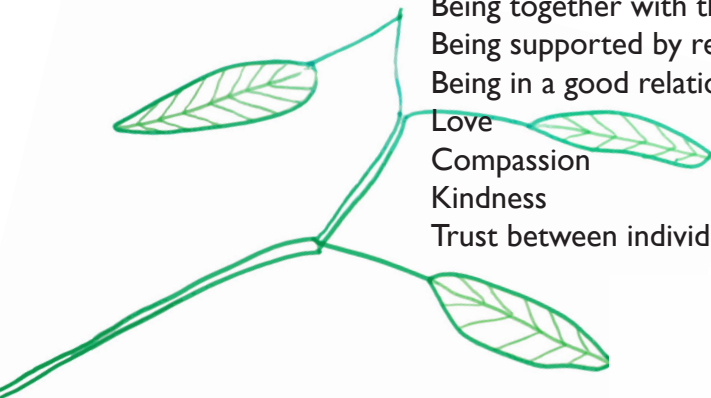 Being together with
Being supported by
Being in a good
Love
Compassion
Kindness
Trust between